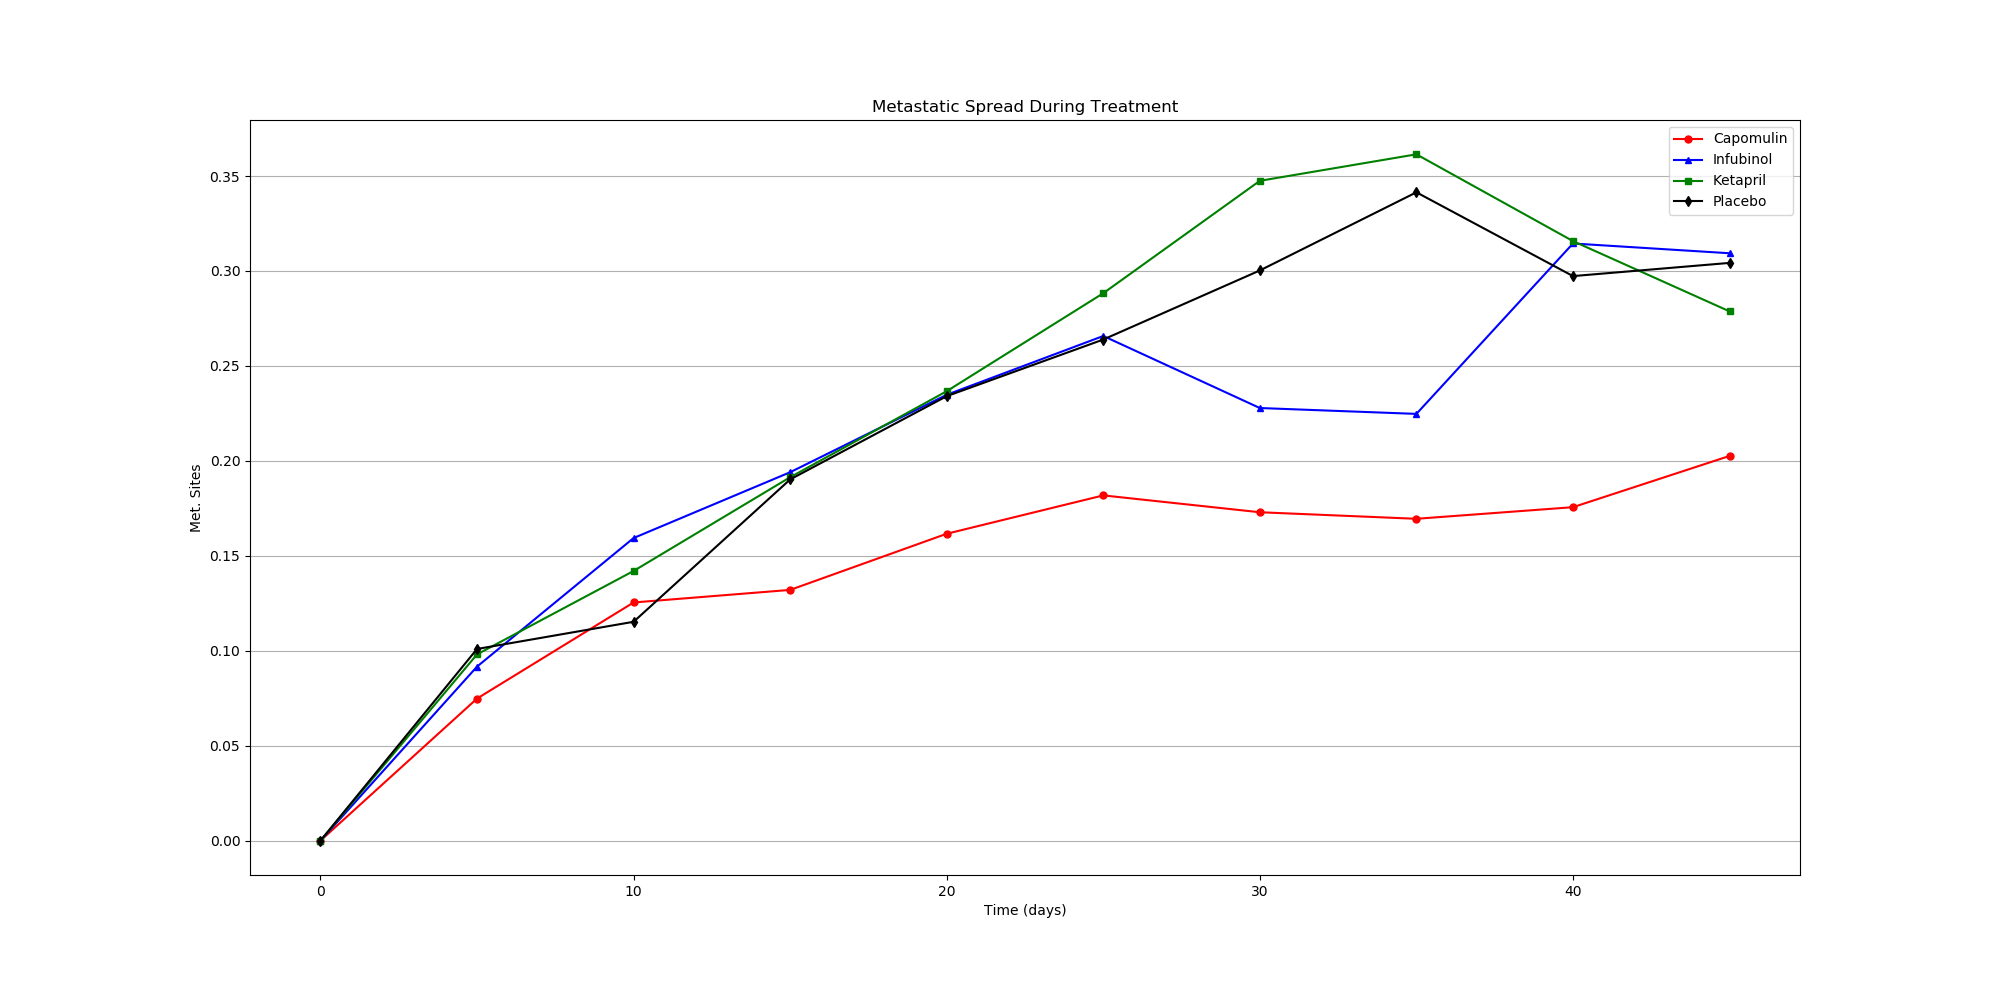 Metastatic Spread During Treatment
Capomulin
Infubinol
Ketapril
Placebo
0.35
0.30
0.25
0.20
0.15
0.10
0.05
0.00
Met. Sites
0 10 20 30 40
Time (days)